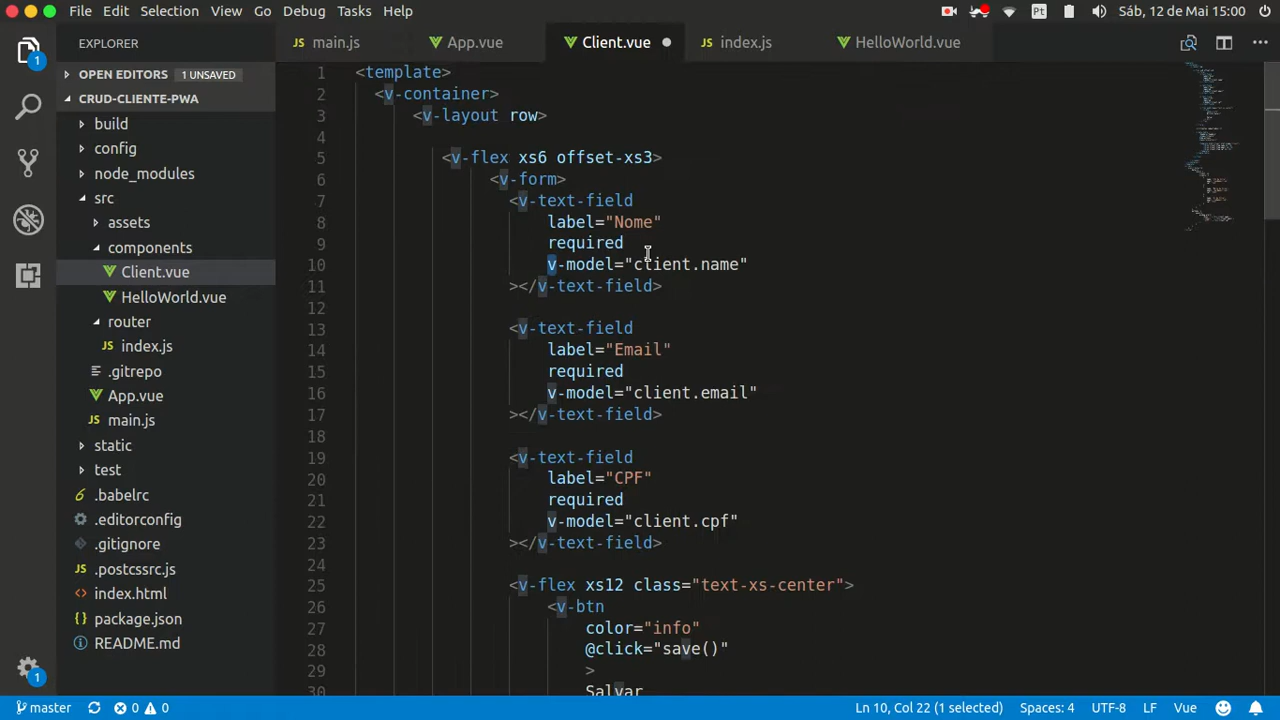 File Edit Selection View Go Debug Tasks Help
Pt Sáb, 12 de Mai 15:00
EXPLORER
JS main.js App.vue Client.vue JS index.js HelloWorld.vue
1
OPEN EDITORS 1 UNSAVED
CRUD-CLIENTE-PWA
build
config
node_modules
src
assets
components
Client.vue
HelloWorld.vue
router
JS index.js
.gitrepo
App.vue
JS main.js
static
test
.babelrc
.editorconfig
.gitignore
.postcssrc.js
index.html
package.json
README.md
1
1 <template>
2 <v-container>
3 <v-layout row>
4
5 <v-flex xs6 offset-xs3>
6 <v-form>
7 <v-text-field
8 label="Nome"
9 required
10 v-model="client.name"
11 ></v-text-field>
12
13 <v-text-field
14 label="Email"
15 required
16 v-model="client.email"
17 ></v-text-field>
18
19 <v-text-field
20 label="CPF"
21 required
22 v-model="client.cpf"
23 ></v-text-field>
24
25 <v-flex xs12 class="text-xs-center">
26 <v-btn
27 color="info"
28 @click="save()"
29 >
30 Salvar
master 0 0 Ln 10, Col 22 (1 selected) Spaces: 4 UTF-8 LF Vue